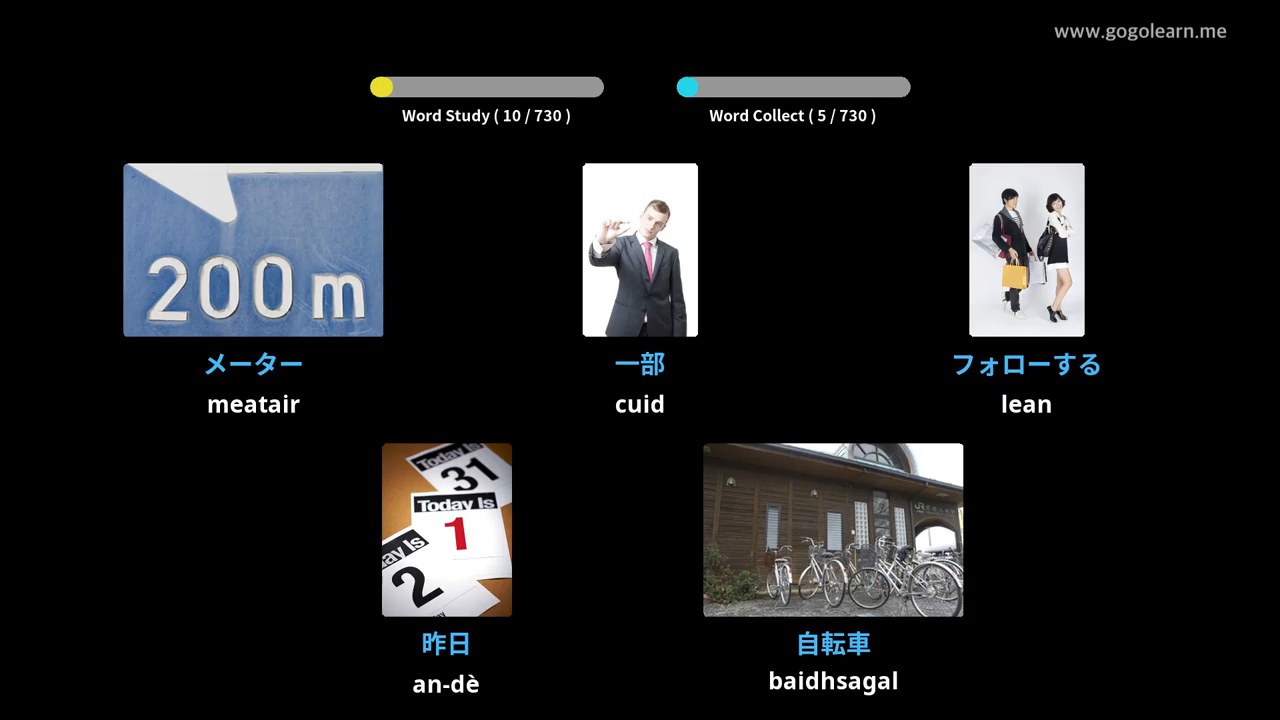 www.gogolearn.me
Word Study ( 10 / 730 )
Word Collect ( 5 / 730 )
200 m
メーター
meatair
一部
cuid
フォローする
lean
Today Is
31
Today Is
1
ay Is
2
昨日
an-dè
JR
自転車
baidhsagal